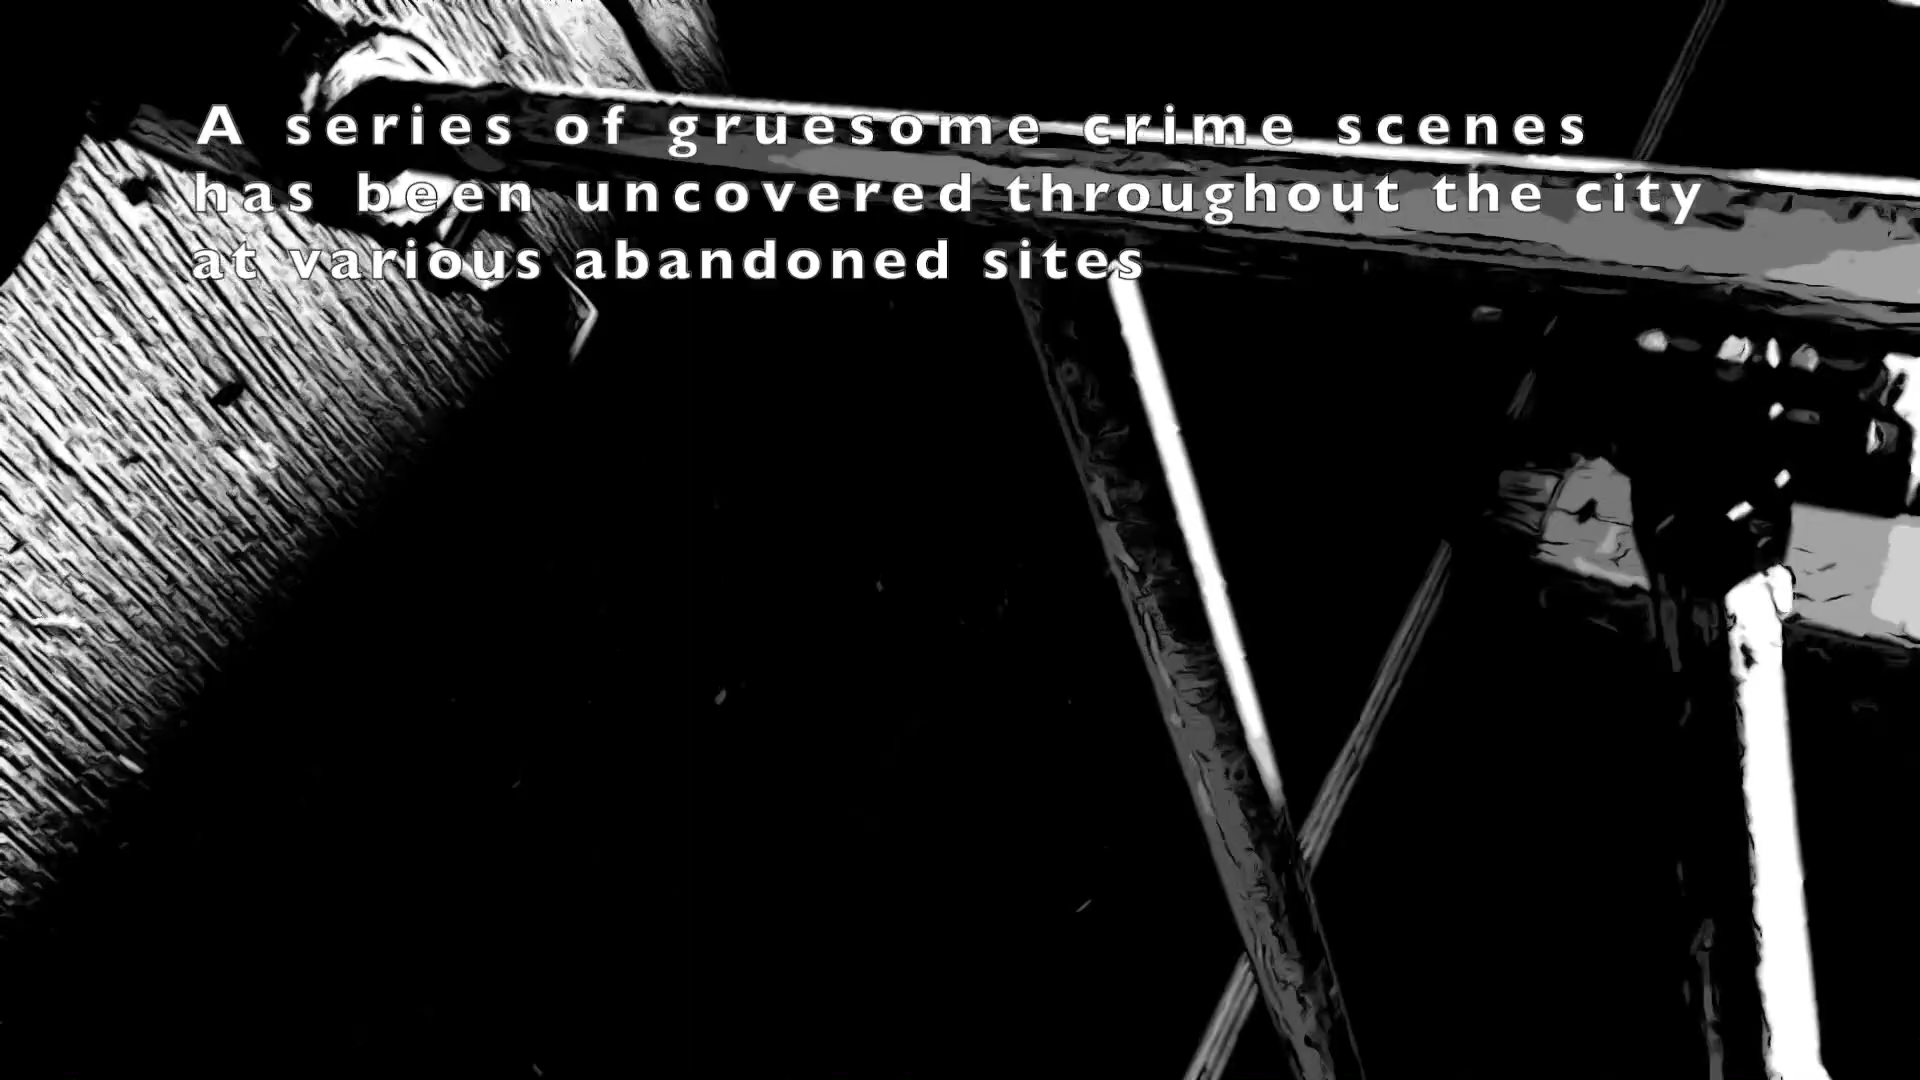 A series of gruesome crime scenes
has been uncovered throughout the city
at various abandoned sites